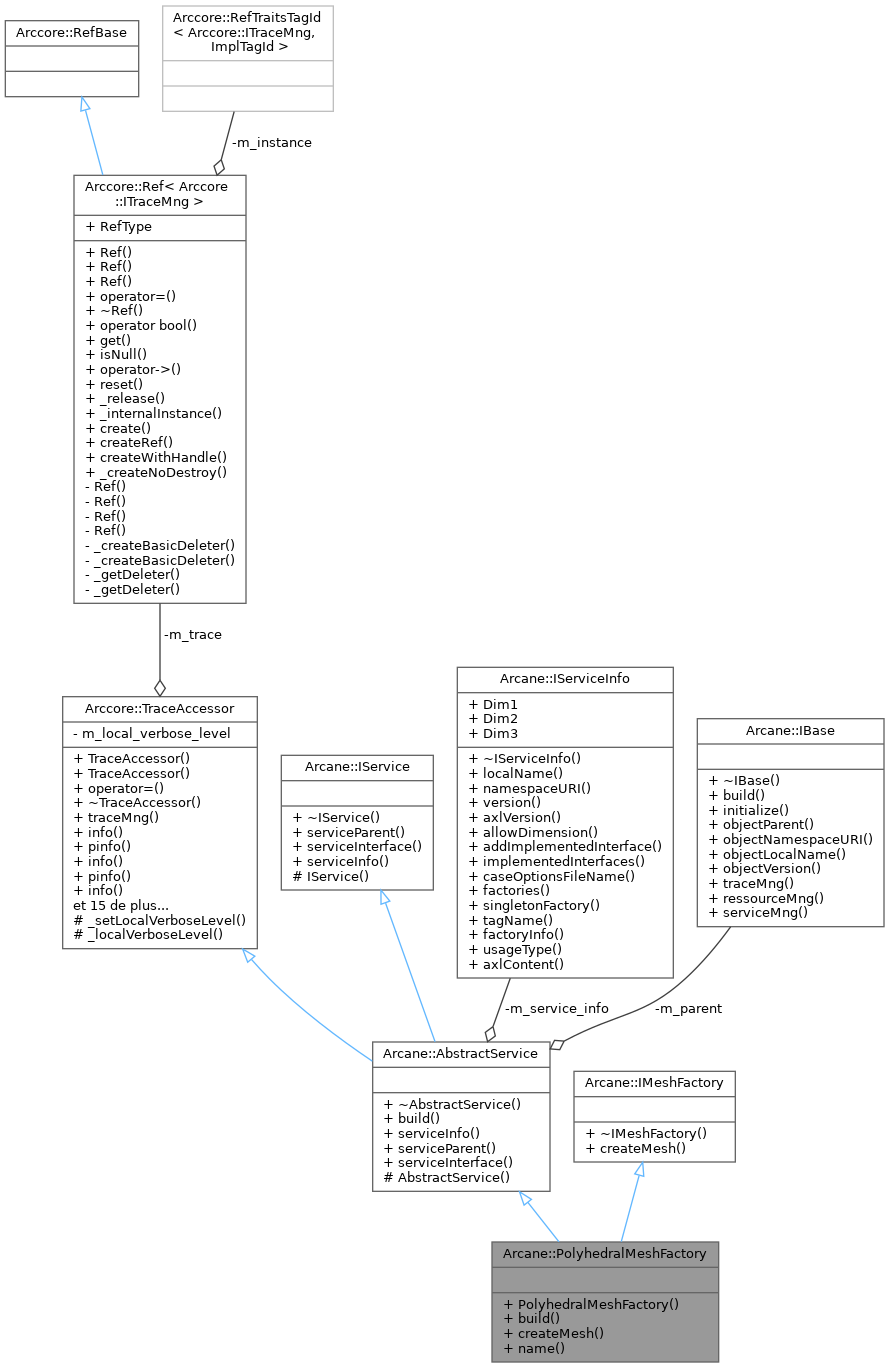 Arccore::RefBase
Arccore::RefTraitsTagId
< Arccore::ITraceMng,
ImplTagId >
-m_instance
Arccore::Ref< Arccore
::ITraceMng >
+ RefType
+ Ref()
+ Ref()
+ Ref()
+ operator=()
+ ~Ref()
+ operator bool()
+ get()
+ isNull()
+ operator->()
+ reset()
+ _release()
+ _internalInstance()
+ create()
+ createRef()
+ createWithHandle()
+ _createNoDestroy()
- Ref()
- Ref()
- Ref()
- Ref()
- _createBasicDeleter()
- _createBasicDeleter()
- _getDeleter()
- _getDeleter()
-m_trace
Arccore::TraceAccessor
- m_local_verbose_level
+ TraceAccessor()
+ TraceAccessor()
+ operator=()
+ ~TraceAccessor()
+ traceMng()
+ info()
+ pinfo()
+ info()
+ pinfo()
+ info()
et 15 de plus...
# _setLocalVerboseLevel()
# _localVerboseLevel()
Arcane::IService
+ ~IService()
+ serviceParent()
+ serviceInterface()
+ serviceInfo()
# IService()
Arcane::IServiceInfo
+ Dim1
+ Dim2
+ Dim3
+ ~IServiceInfo()
+ localName()
+ namespaceURI()
+ version()
+ axlVersion()
+ allowDimension()
+ addImplementedInterface()
+ implementedInterfaces()
+ caseOptionsFileName()
+ factories()
+ singletonFactory()
+ tagName()
+ factoryInfo()
+ usageType()
+ axlContent()
Arcane::IBase
+ ~IBase()
+ build()
+ initialize()
+ objectParent()
+ objectNamespaceURI()
+ objectLocalName()
+ objectVersion()
+ traceMng()
+ ressourceMng()
+ serviceMng()
-m_service_info
-m_parent
Arcane::AbstractService
+ ~AbstractService()
+ build()
+ serviceInfo()
+ serviceParent()
+ serviceInterface()
# AbstractService()
Arcane::IMeshFactory
+ ~IMeshFactory()
+ createMesh()
Arcane::PolyhedralMeshFactory
+ PolyhedralMeshFactory()
+ build()
+ createMesh()
+ name()